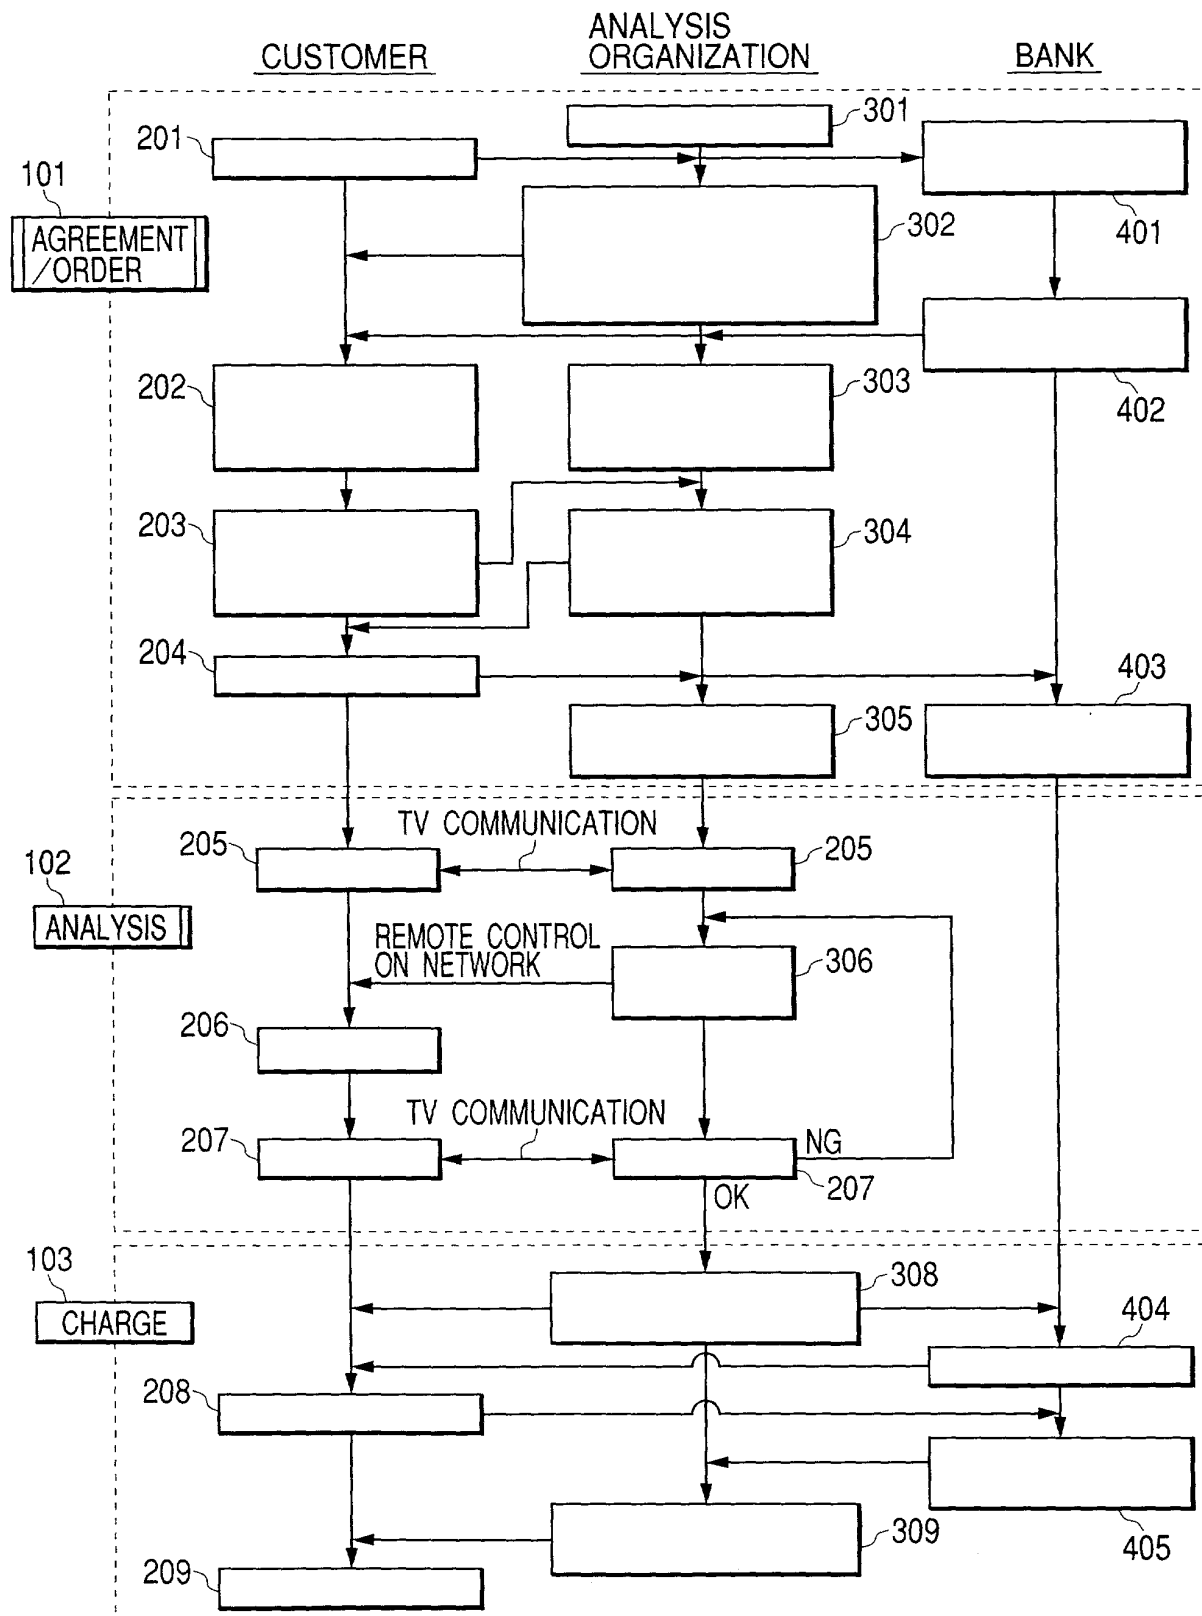 CUSTOMER
ANALYSIS
ORGANIZATION
BANK
301
201
101
AGREEMENT
/ORDER
302
401
202
303
402
203
304
204
403
305
TV COMMUNICATION
205
205
102
ANALYSIS
REMOTE CONTROL
ON NETWORK
306
206
TV COMMUNICATION
207
NG
207
OK
103
CHARGE
308
404
208
309
405
209